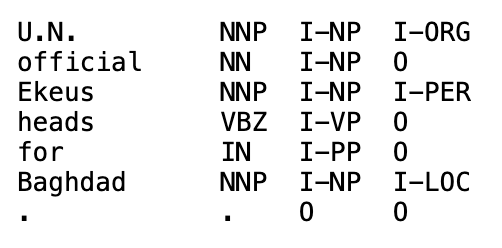 U.N. NNP I-NP I-ORG
official NN I-NP O
Ekeus NNP I-NP I-PER
heads VBZ I-VP O
for IN I-PP O
Baghdad NNP I-NP I-LOC
. . O O